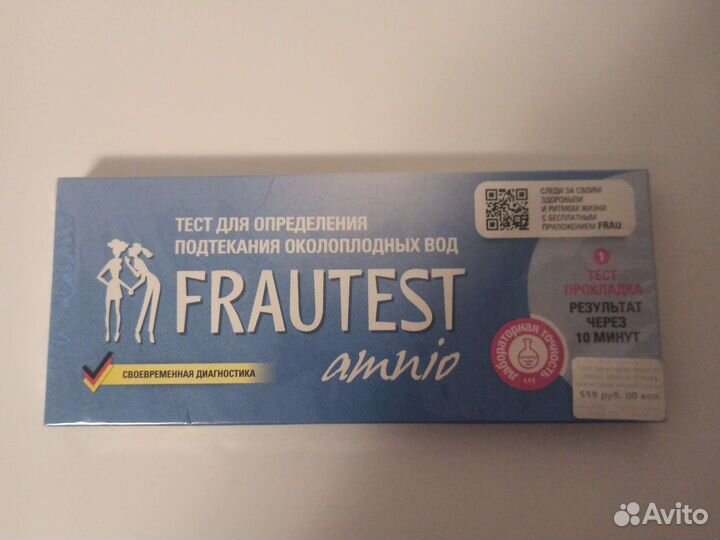 СЛЕДИ ЗА СВОИМ
ЗДОРОВЬЕМ
И РИТМОМ ЖИЗНИ
С БЕСПЛАТНЫМ
ПРИЛОЖЕНИЕМ FRAU
ТЕСТ ДЛЯ ОПРЕДЕЛЕНИЯ
ПОДТЕКАНИЯ ОКОЛОПЛОДНЫХ ВОД
FRAUTEST
amnio
СВОЕВРЕМЕННАЯ ДИАГНОСТИКА
1
ТЕСТ
ПРОКЛАДКА
РЕЗУЛЬТАТ
ЧЕРЕЗ
10 МИНУТ
лабораторная точность
559 руб. 00 коп
Avito